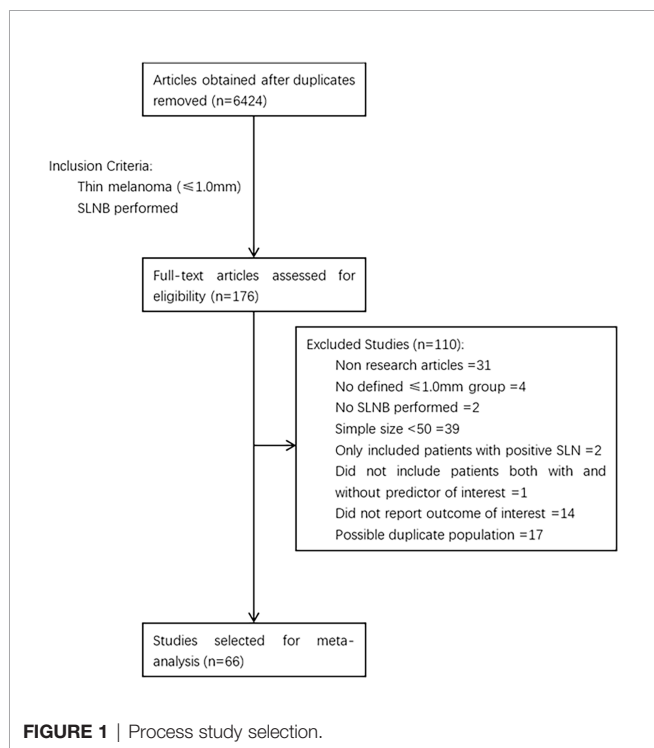 Articles obtained after duplicates
removed (n=6424)
Inclusion Criteria:
Thin melanoma (≤1.0mm)
SLNB performed
Full-text articles assessed for
eligibility (n=176)
Excluded Studies (n=110):
Non research articles =31
No defined ≤1.0mm group =4
No SLNB performed =2
Simple size <50 =39
Only included patients with positive SLN =2
Did not include patients both with and
without predictor of interest =1
Did not report outcome of interest =14
Possible duplicate population =17
Studies selected for meta-
analysis (n=66)
FIGURE 1 | Process study selection.